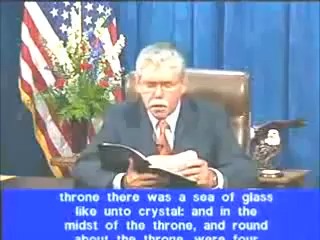 throne there was a sea of glass
like unto crystal: and in the
midst of the throne, and round
about the throne, were four